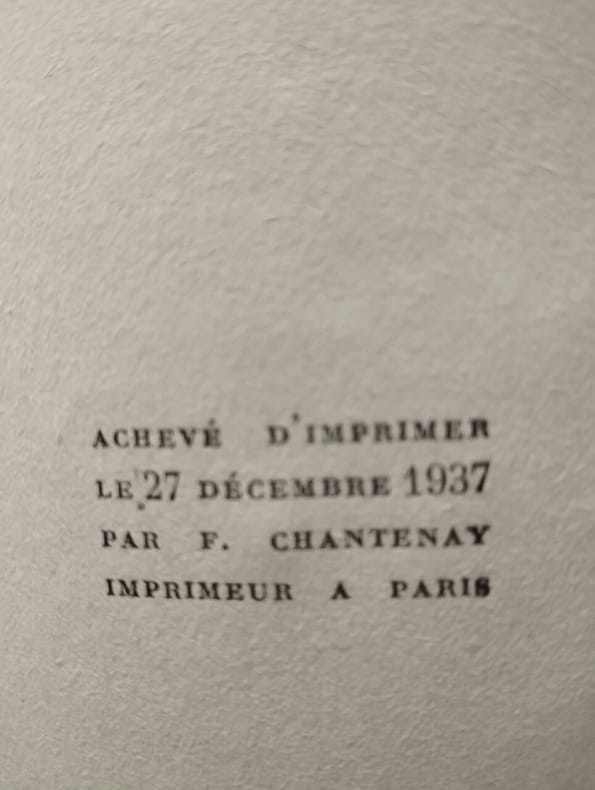 ACHEVÉ D'IMPRIMER
LE 27 DÉCEMBRE 1937
PAR F. CHANTENAY
IMPRIMEUR A PARIS